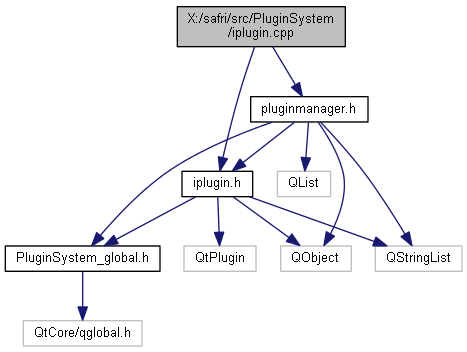 X:/safri/src/PluginSystem
/iplugin.cpp
pluginmanager.h
iplugin.h
QList
PluginSystem_global.h
QtPlugin
QObject
QStringList
QtCore/qglobal.h